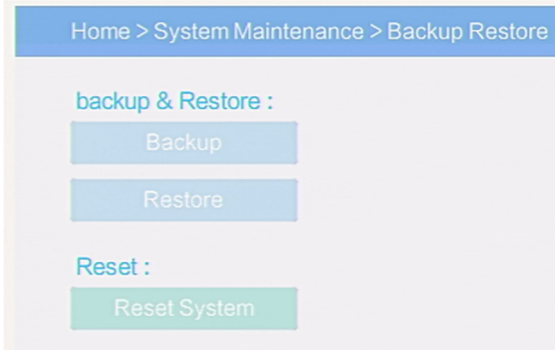 Home > System Maintenance > Backup Restore
backup & Restore :
Backup
Restore
Reset :
Reset System